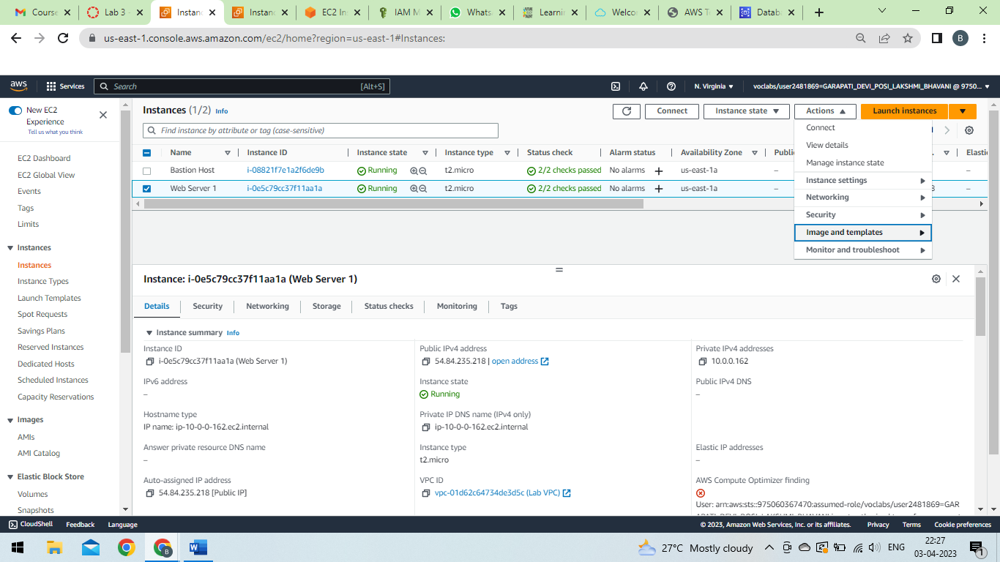 Course
Lab 3 -
Instanc
Instanc
EC2 In
IAM M
Whats
Learni
Welco
AWS T
Datab
us-east-1.console.aws.amazon.com/ec2/home?region=us-east-1#Instances:
B
aws
Services
Search
[Alt+S]
N. Virginia
voclabs/user2481869=GARAPATI_DEVI_POSI_LAKSHMI_BHAVANI @ 9750...
New EC2
Experience
Tell us what you think
EC2 Dashboard
EC2 Global View
Events
Tags
Limits
Instances
Instances
Instance Types
Launch Templates
Spot Requests
Savings Plans
Reserved Instances
Dedicated Hosts
Scheduled Instances
Capacity Reservations
Images
AMIs
AMI Catalog
Elastic Block Store
Volumes
Snapshots
Instances (1/2) Info
Connect
Instance state
Actions
Launch instances
Find instance by attribute or tag (case-sensitive)
Name Instance ID Instance state Instance type Status check Alarm status Availability Zone Public Elastic
Bastion Host i-08821f7e1a2f6de9b Running t2.micro 2/2 checks passed No alarms + us-east-1a – –
Web Server 1 i-0e5c79cc37f11aa1a Running t2.micro 2/2 checks passed No alarms + us-east-1a – 8 –
Connect
View details
Manage instance state
Instance settings
Networking
Security
Image and templates
Monitor and troubleshoot
Instance: i-0e5c79cc37f11aa1a (Web Server 1)
Details Security Networking Storage Status checks Monitoring Tags
Instance summary Info
Instance ID
i-0e5c79cc37f11aa1a (Web Server 1)
Public IPv4 address
54.84.235.218 | open address
Private IPv4 addresses
10.0.0.162
IPv6 address
–
Instance state
Running
Public IPv4 DNS
–
Hostname type
IP name: ip-10-0-0-162.ec2.internal
Private IP DNS name (IPv4 only)
ip-10-0-0-162.ec2.internal
Answer private resource DNS name
–
Instance type
t2.micro
Elastic IP addresses
–
Auto-assigned IP address
54.84.235.218 [Public IP]
VPC ID
vpc-01d62c64734de3d5c (Lab VPC)
AWS Compute Optimizer finding
User: arn:aws:sts::975060367470:assumed-role/voclabs/user2481869=GAR
CloudShell Feedback Language
© 2023, Amazon Web Services, Inc. or its affiliates. Privacy Terms Cookie preferences
27°C Mostly cloudy
ENG
22:27
03-04-2023
1